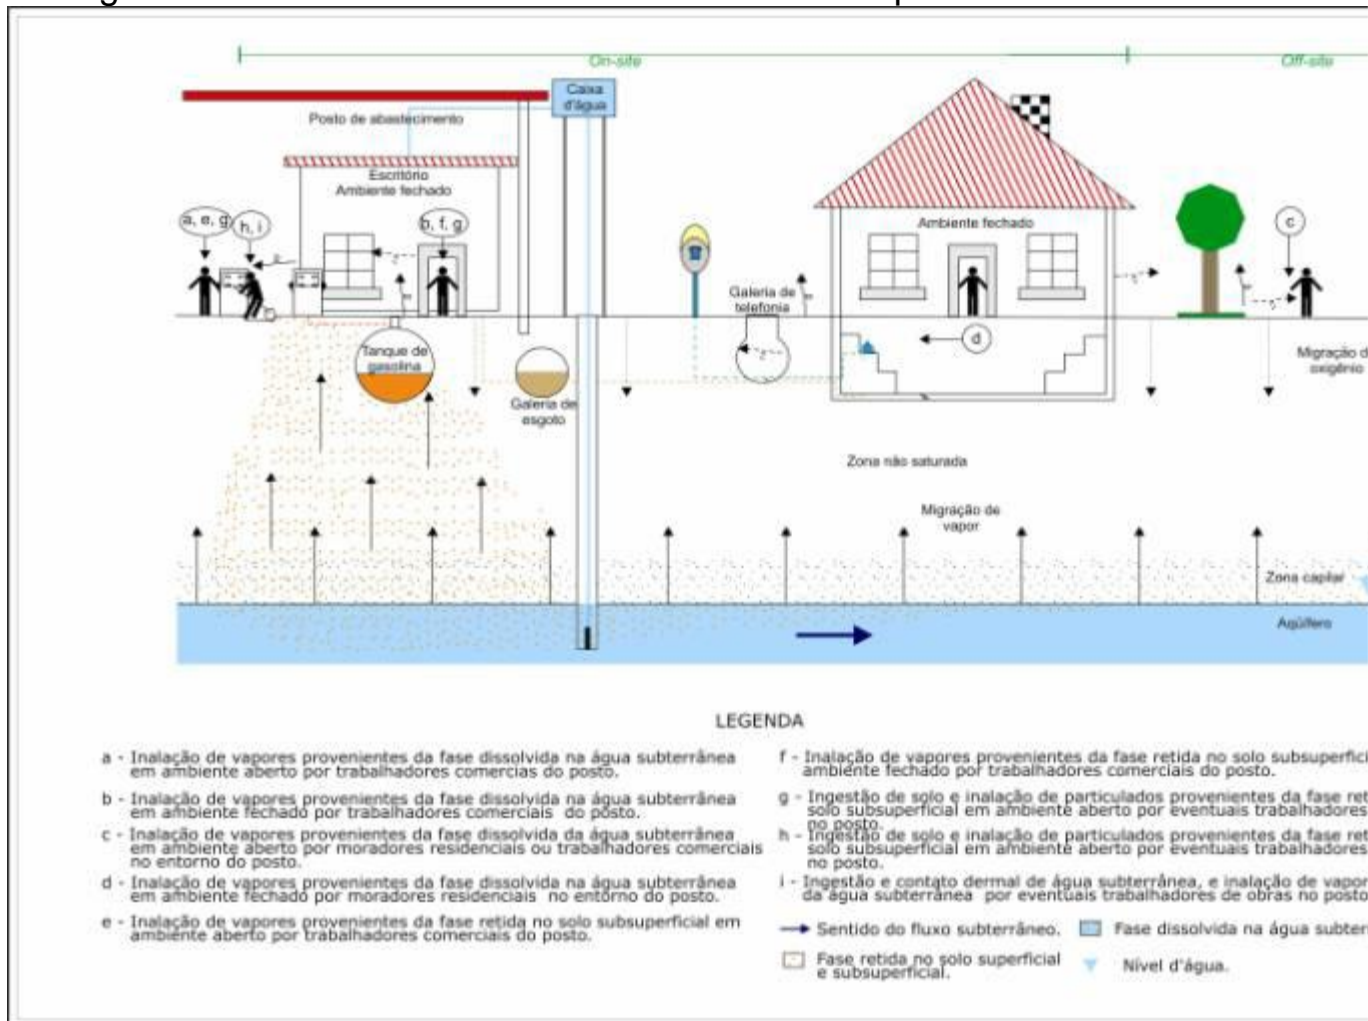 On-site
Off-site
Caixa
d'água
Posto de abastecimento
Escritório
Ambiente fechado
a, e, g
h, i
b, f, g
Ambiente fechado
c
Galeria de
telefonia
d
Tanque de
gasolina
Migração d
oxigênio
Galeria de
esgoto
Zona não saturada
Migração de
vapor
Zona capilar
Aqüífero
LEGENDA
a - Inalação de vapores provenientes da fase dissolvida na água subterrânea
em ambiente aberto por trabalhadores comerciais do posto.
b - Inalação de vapores provenientes da fase dissolvida na água subterrânea
em ambiente fechado por trabalhadores comerciais do posto.
c - Inalação de vapores provenientes da fase dissolvida da água subterrânea
em ambiente aberto por moradores residenciais ou trabalhadores comerciais
no entorno do posto.
d - Inalação de vapores provenientes da fase dissolvida na água subterrânea
em ambiente fechado por moradores residenciais no entorno do posto.
e - Inalação de vapores provenientes da fase retida no solo subsuperficial em
ambiente aberto por trabalhadores comerciais do posto.
f - Inalação de vapores provenientes da fase retida no solo subsuperfici
ambiente fechado por trabalhadores comerciais do posto.
g - Ingestão de solo e inalação de particulados provenientes da fase ret
solo subsuperficial em ambiente aberto por eventuais trabalhadores
no posto.
h - Ingestão de solo e inalação de particulados provenientes da fase ret
solo subsuperficial em ambiente aberto por eventuais trabalhadores
no posto.
i - Ingestão e contato dermal de água subterrânea, e inalação de vapor
da água subterrânea por eventuais trabalhadores de obras no posto
Sentido do fluxo subterrâneo.
Fase dissolvida na água subter
Fase retida no solo superficial
e subsuperficial.
Nível d'água.